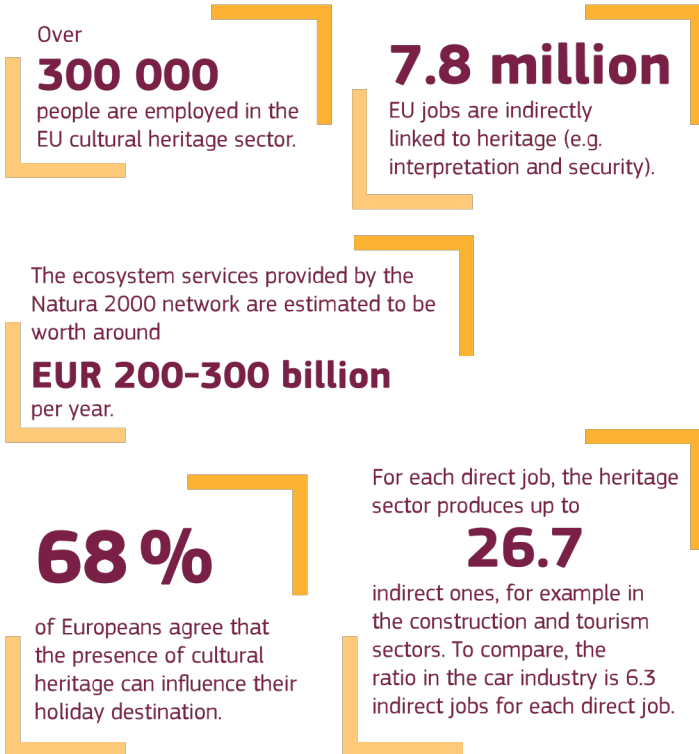 Over
300 000
people are employed in the
EU cultural heritage sector.
7.8 million
EU jobs are indirectly
linked to heritage (e.g.
interpretation and security).
The ecosystem services provided by the
Natura 2000 network are estimated to be
worth around
EUR 200–300 billion
per year.
68 %
of Europeans agree that
the presence of cultural
heritage can influence their
holiday destination.
For each direct job, the heritage
sector produces up to
26.7
indirect ones, for example in
the construction and tourism
sectors. To compare, the
ratio in the car industry is 6.3
indirect jobs for each direct job.